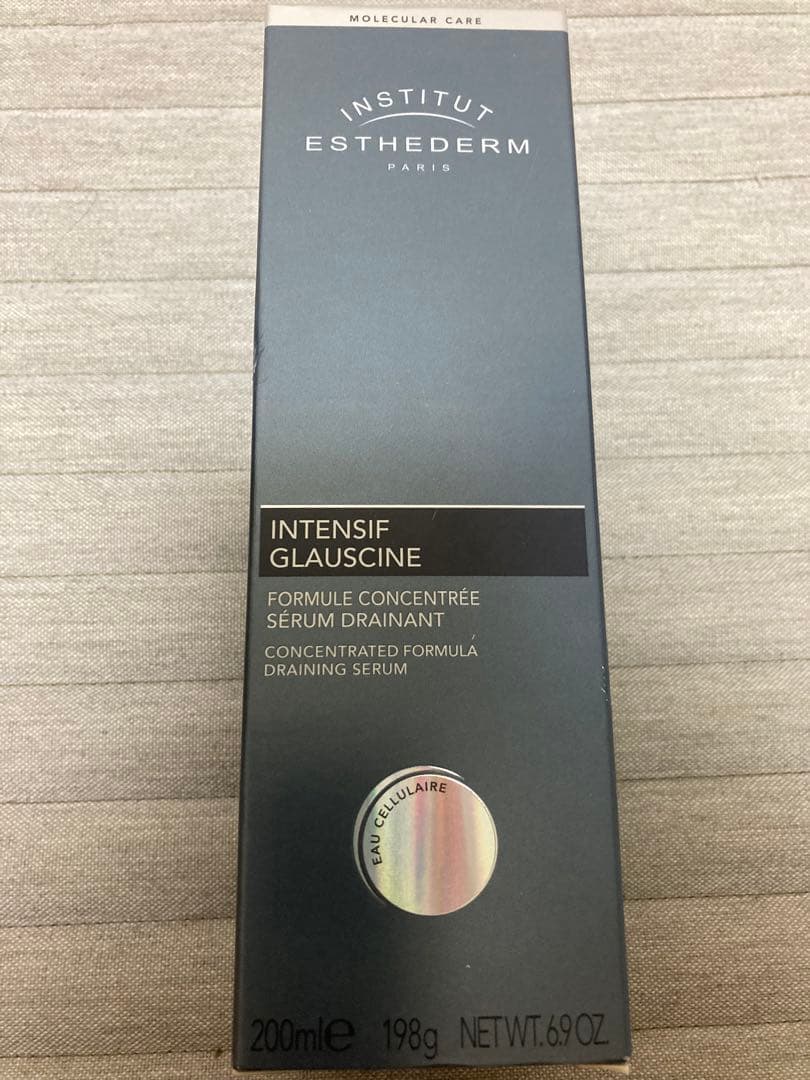 MOLECULAR CARE
INSTITUT
ESTHEDERM
PARIS
INTENSIF
GLAUSCINE
FORMULE CONCENTRÉE
SÉRUM DRAINANT
CONCENTRATED FORMULA
DRAINING SERUM
EAU CELLULAIRE
200ml e 198g NET WT. 6.9 OZ.